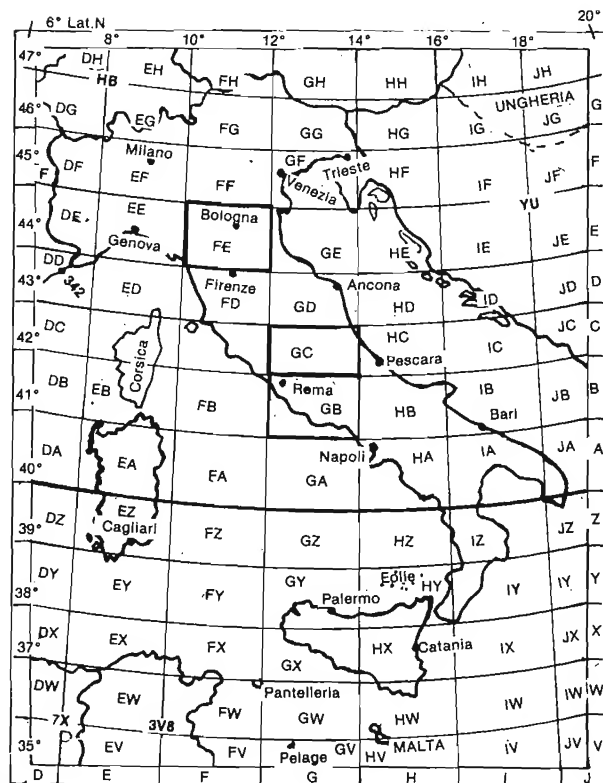 6° Lat.N 8° 10° 12° 14° 16° 18° 20°
47° DH EH FH GH HH IH JH
HB UNGHERIA
46° DG EG FG GG HG IG JG G
Milano Trieste
45° F DF EF FF GF HF IF JF F
Venezia YU
44° DE EE Bologna GE HE IE JE E
Genova FE
DD Firenze Ancona
43° 342 ED FD GD HD ID JD D
DC Corsica GC HC IC JC C
42° Pescara
DB EB FB Roma GB HB IB JB B
41° Bari
DA EA FA Napoli GA HA IA JA A
40°
DZ EZ FZ GZ HZ IZ JZ Z
39° Cagliari
DY EY FY GY Eolie HY IY IY Y
38° Palermo
DX EX FX GX HX Catania IX JX X
37°
DW EW Pantelleria FW GW HW IW IW W
7X 3V8
35° EV FV Pelage GV HV MALTA IV JV V
D E F G H I J